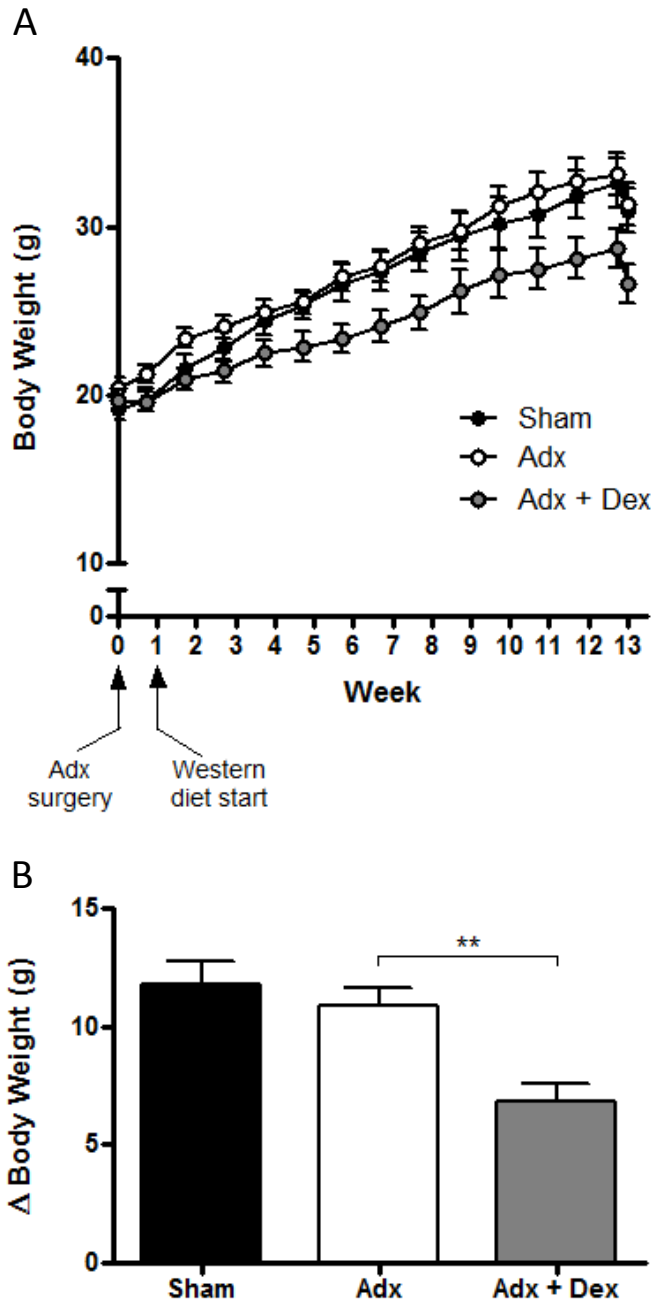 A
40
30
20
10
0
Body Weight (g)
Sham
Adx
Adx + Dex
0 1 2 3 4 5 6 7 8 9 10 11 12 13
Week
Adx
surgery
Western
diet start
B
15
10
5
0
Δ Body Weight (g)
**
Sham Adx Adx + Dex